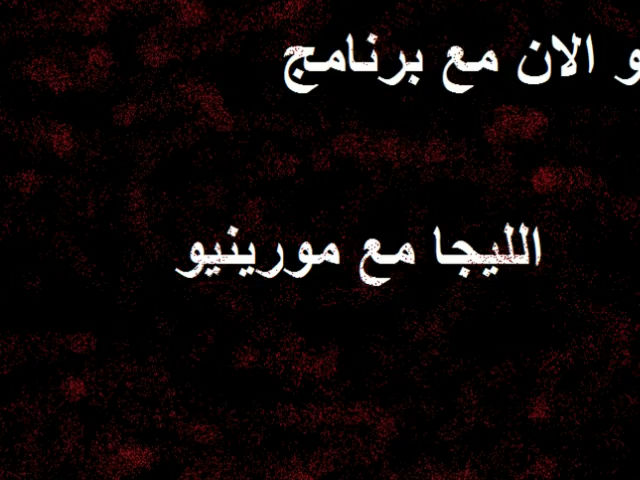 و الان مع برنامج
الليجا مع مورينيو